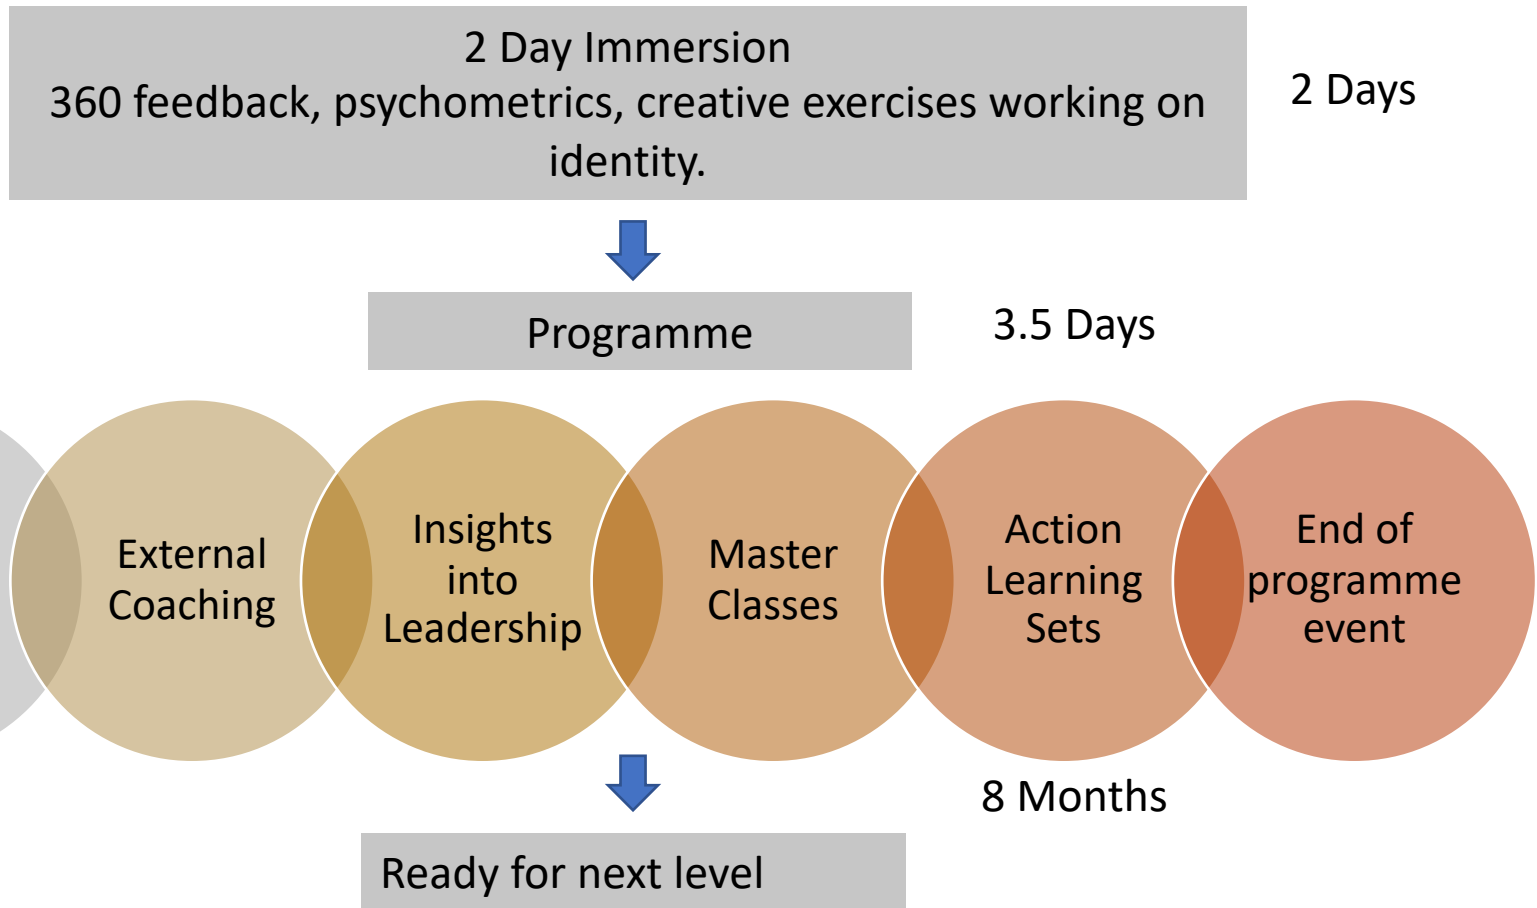 2 Day Immersion
360 feedback, psychometrics, creative exercises working on
identity.
2 Days
Programme
3.5 Days
External
Coaching
Insights
into
Leadership
Master
Classes
Action
Learning
Sets
End of
programme
event
8 Months
Ready for next level